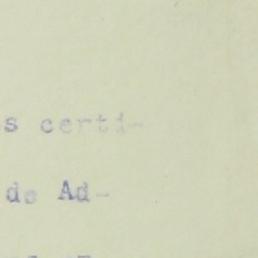 s certi-
de Ad-